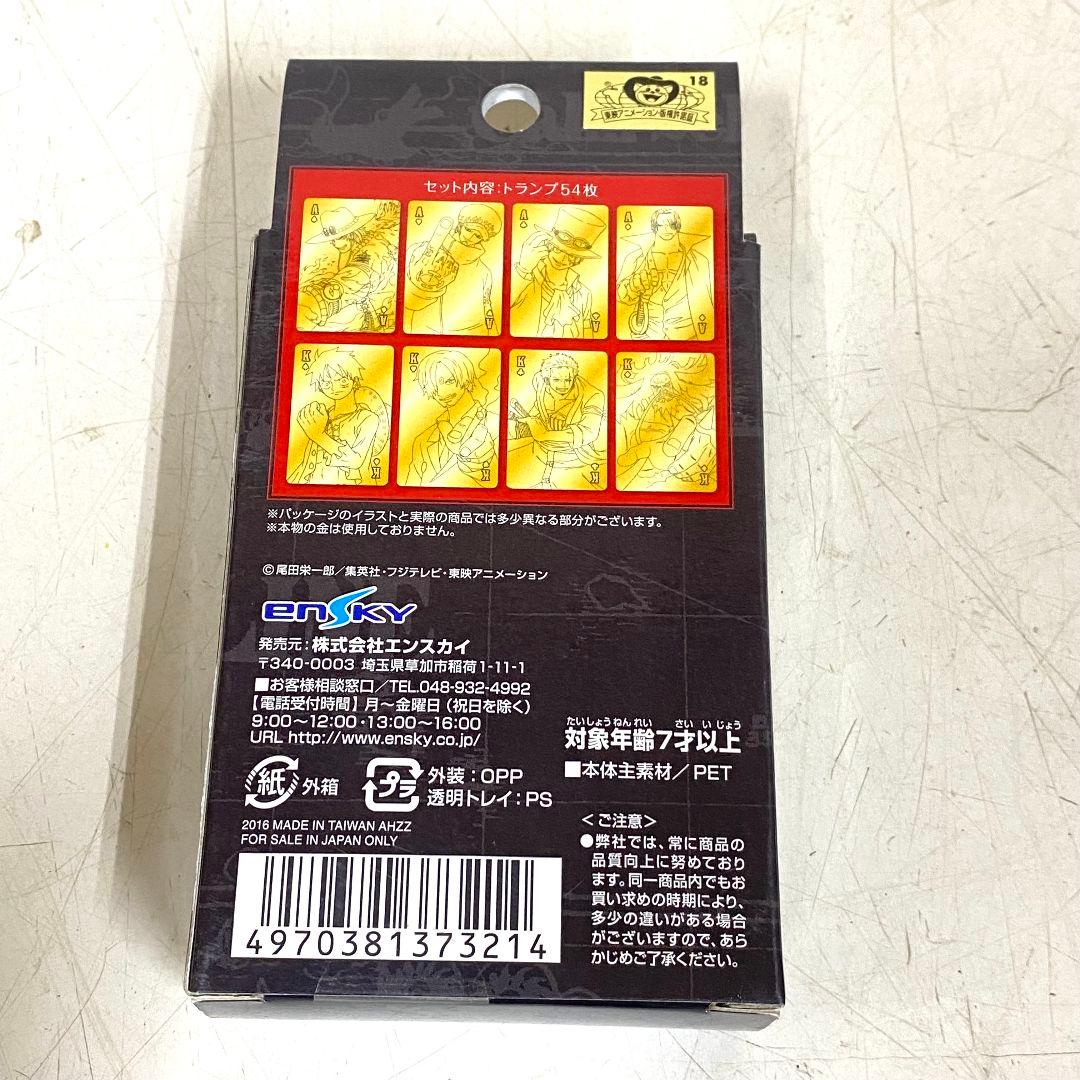 18
東映アニメーション・版権許諾証
セット内容:トランプ54枚
A A A A
K K K K
※パッケージのイラストと実際の商品では多少異なる部分がございます。
※本物の金は使用しておりません。
©尾田栄一郎/集英社・フジテレビ・東映アニメーション
ensKY
発売元:株式会社エンスカイ
〒340-0003 埼玉県草加市稲荷1-11-1
■お客様相談窓口/TEL.048-932-4992
【電話受付時間】月〜金曜日(祝日を除く)
9:00〜12:00・13:00〜16:00
URL http://www.ensky.co.jp/
紙 外箱
プラ 外装:OPP
透明トレイ:PS
2016 MADE IN TAIWAN AHZZ
FOR SALE IN JAPAN ONLY
4970381373214
たいしょうねんれい さいいじょう
対象年齢7才以上
■本体主素材/PET
<ご注意>
●弊社では、常に商品の
品質向上に努めており
ます。同一商品内でもお
買い求めの時期により、
多少の違いがある場合
がございますので、あら
かじめご了承ください。